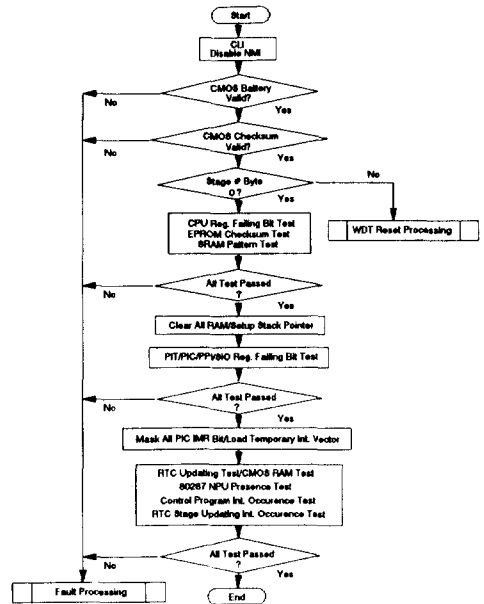 Start
CLI
Disable NMI
CMOS Battery
Valid?
No
Yes
CMOS Checksum
Valid?
No
Yes
Stage # Byte
0 ?
No
Yes
CPU Reg. Failing Bit Test
EPROM Checksum Test
SRAM Pattern Test
WDT Reset Processing
All Test Passed
?
No
Yes
Clear All RAM/Setup Stack Pointer
PIT/PIC/PPI/SIO Reg. Failing Bit Test
All Test Passed
?
No
Yes
Mask All PIC IMR Bit/Load Temporary Int. Vector
RTC Updating Test/CMOS RAM Test
80287 NPU Presence Test
Control Program Int. Occurence Test
RTC Stage Updating Int. Occurence Test
All Test Passed
?
No
Yes
Fault Processing
End